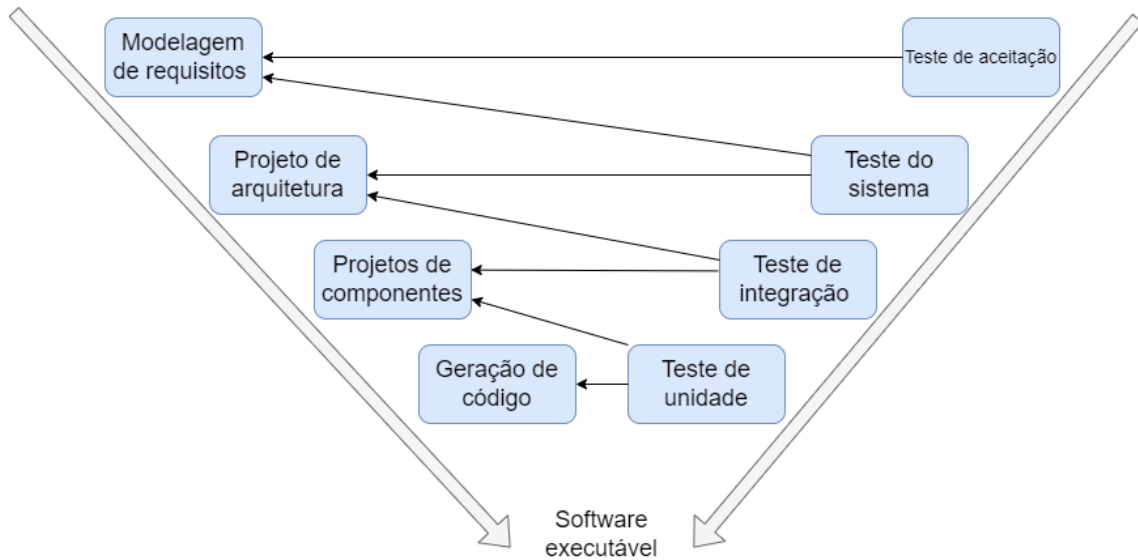 Modelagem
de requisitos
Teste de aceitação
Projeto de
arquitetura
Teste do
sistema
Projetos de
componentes
Teste de
integração
Geração de
código
Teste de
unidade
Software
executável